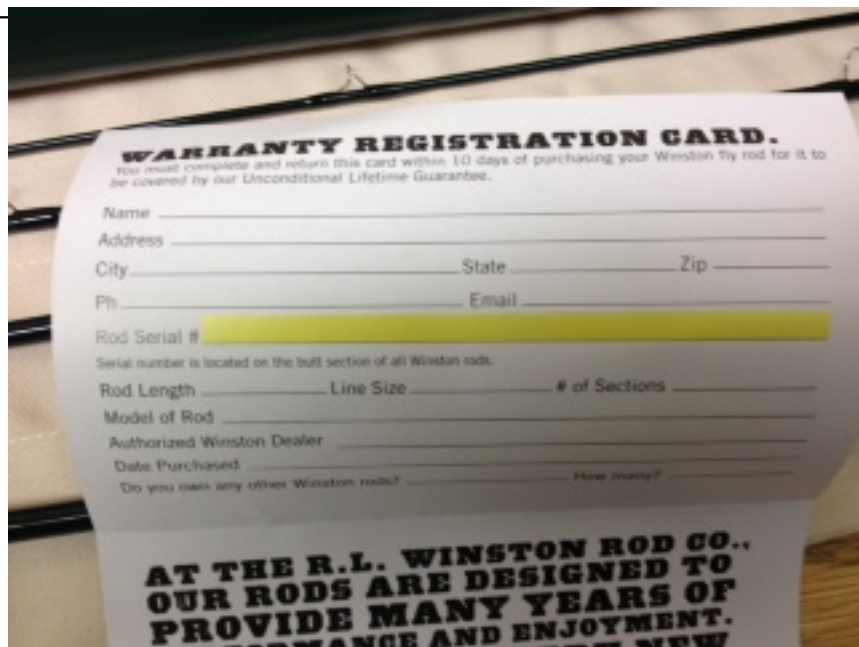 WARRANTY REGISTRATION CARD.
You must complete and return this card within 10 days of purchasing your Winston fly rod for it to
be covered by our Unconditional Lifetime Guarantee.
Name
Address
City State Zip
Ph Email
Rod Serial #
Serial number is located on the butt section of all Winston rods.
Rod Length Line Size # of Sections
Model of Rod
Authorized Winston Dealer
Date Purchased
Do you own any other Winston rods? How many?
AT THE R.L. WINSTON ROD CO.,
OUR RODS ARE DESIGNED TO
PROVIDE MANY YEARS OF
AND ENJOYMENT.
NEW